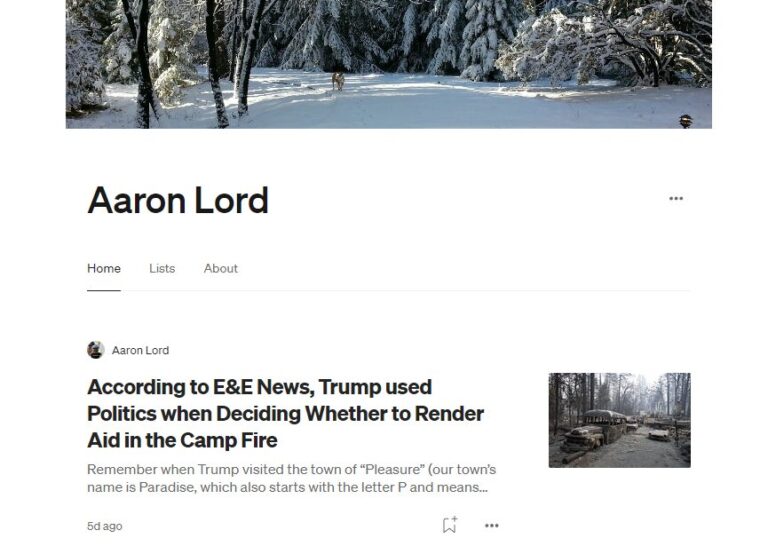 Aaron Lord
Home Lists About
Aaron Lord
According to E&E News, Trump used
Politics when Deciding Whether to Render
Aid in the Camp Fire
Remember when Trump visited the town of “Pleasure” (our town’s
name is Paradise, which also starts with the letter P and means...
5d ago